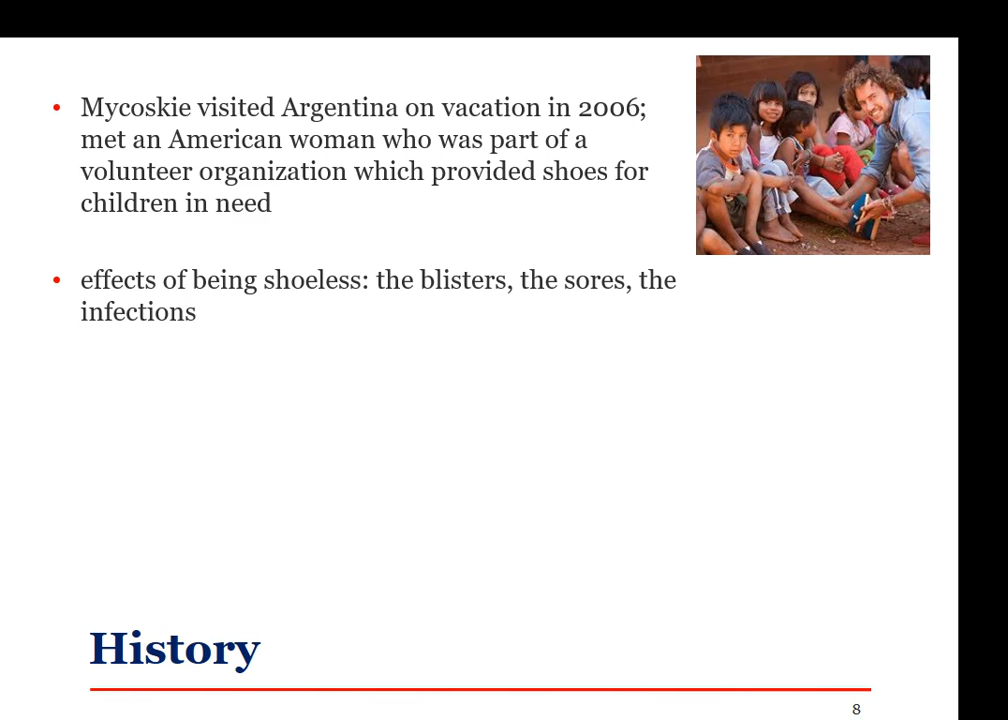 • Mycoskie visited Argentina on vacation in 2006;
met an American woman who was part of a
volunteer organization which provided shoes for
children in need
• effects of being shoeless: the blisters, the sores, the
infections
History
8